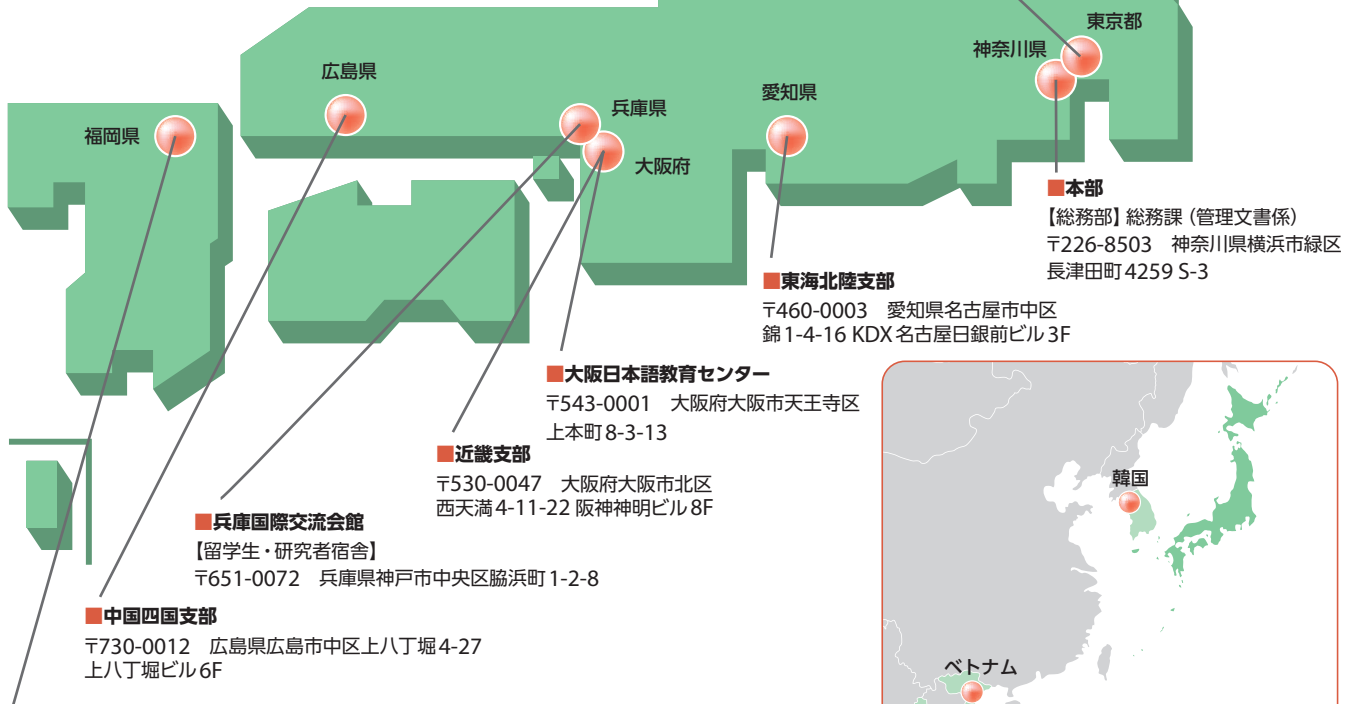 東京都
神奈川県
広島県
愛知県
兵庫県
福岡県
大阪府
■本部
【総務部】総務課（管理文書係）
〒226-8503　神奈川県横浜市緑区
長津田町4259 S-3
■東海北陸支部
〒460-0003　愛知県名古屋市中区
錦1-4-16 KDX名古屋日銀前ビル3F
■大阪日本語教育センター
〒543-0001　大阪府大阪市天王寺区
上本町8-3-13
■近畿支部
〒530-0047　大阪府大阪市北区
西天満4-11-22 阪神神明ビル8F
■兵庫国際交流会館
【留学生・研究者宿舎】
〒651-0072　兵庫県神戸市中央区脇浜町1-2-8
■中国四国支部
〒730-0012　広島県広島市中区上八丁堀4-27
上八丁堀ビル6F
韓国
ベトナム